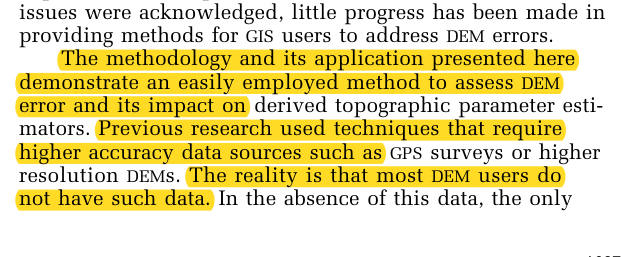 issues were acknowledged, little progress has been made in
providing methods for GIS users to address DEM errors.
The methodology and its application presented here
demonstrate an easily employed method to assess DEM
error and its impact on derived topographic parameter esti-
mators. Previous research used techniques that require
higher accuracy data sources such as GPS surveys or higher
resolution DEMs. The reality is that most DEM users do
not have such data. In the absence of this data, the only